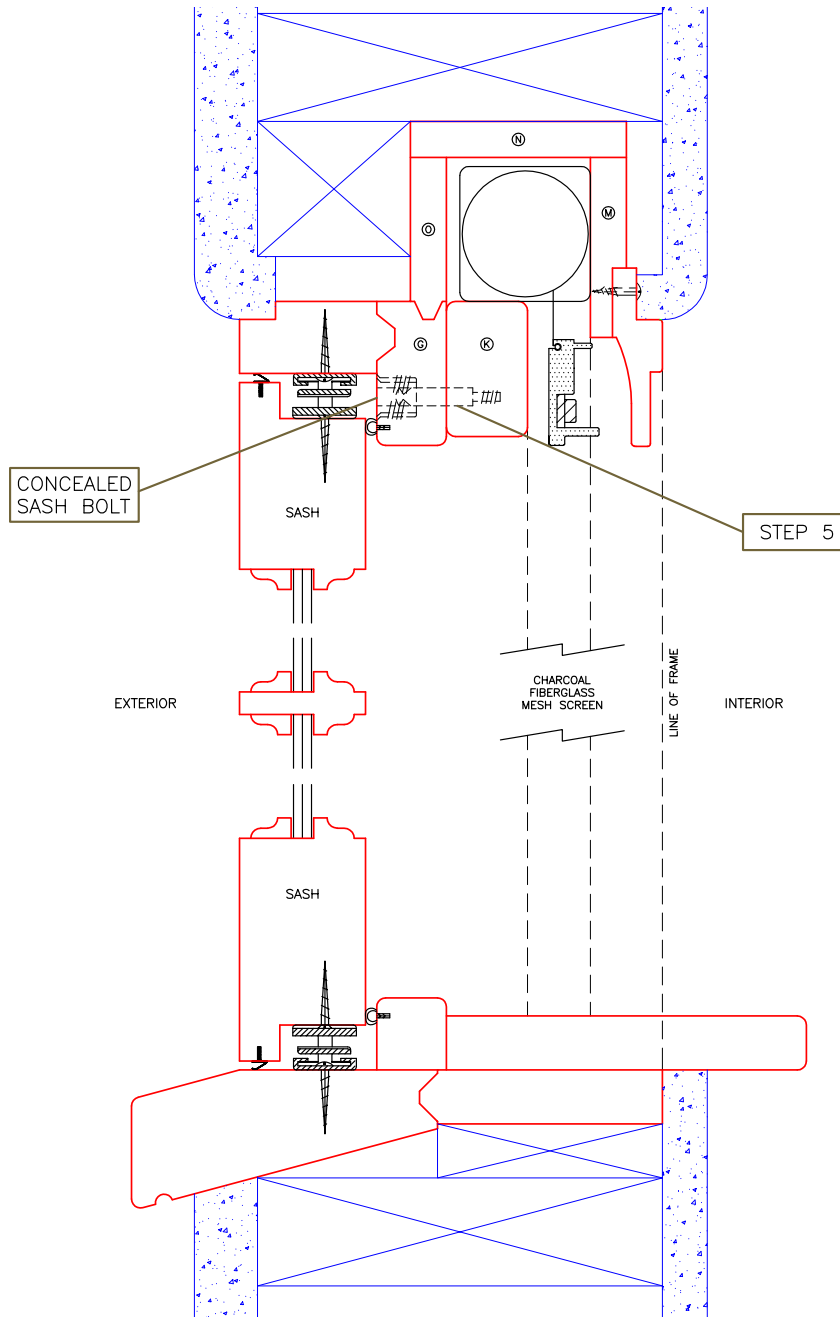 N
O
M
G
K
CONCEALED
SASH BOLT
SASH
STEP 5
EXTERIOR
CHARCOAL
FIBERGLASS
MESH SCREEN
LINE OF FRAME
INTERIOR
SASH